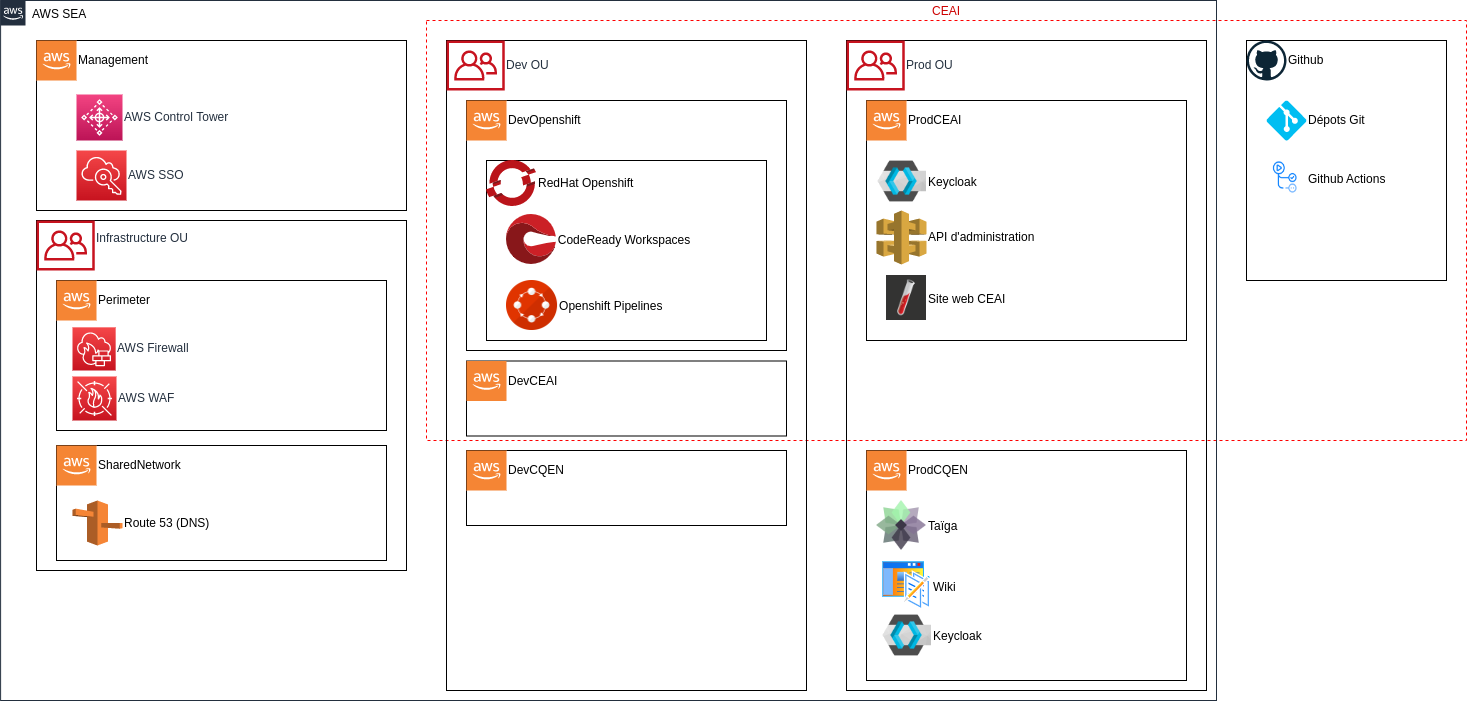 aws
AWS SEA
CEAI
aws
Management
AWS Control Tower
AWS SSO
Infrastructure OU
aws
Perimeter
AWS Firewall
AWS WAF
aws
SharedNetwork
Route 53 (DNS)
Dev OU
aws
DevOpenshift
RedHat Openshift
CodeReady Workspaces
Openshift Pipelines
aws
DevCEAI
aws
DevCQEN
Prod OU
aws
ProdCEAI
Keycloak
API d'administration
Site web CEAI
aws
ProdCQEN
Taïga
Wiki
Keycloak
Github
Dépots Git
Github Actions